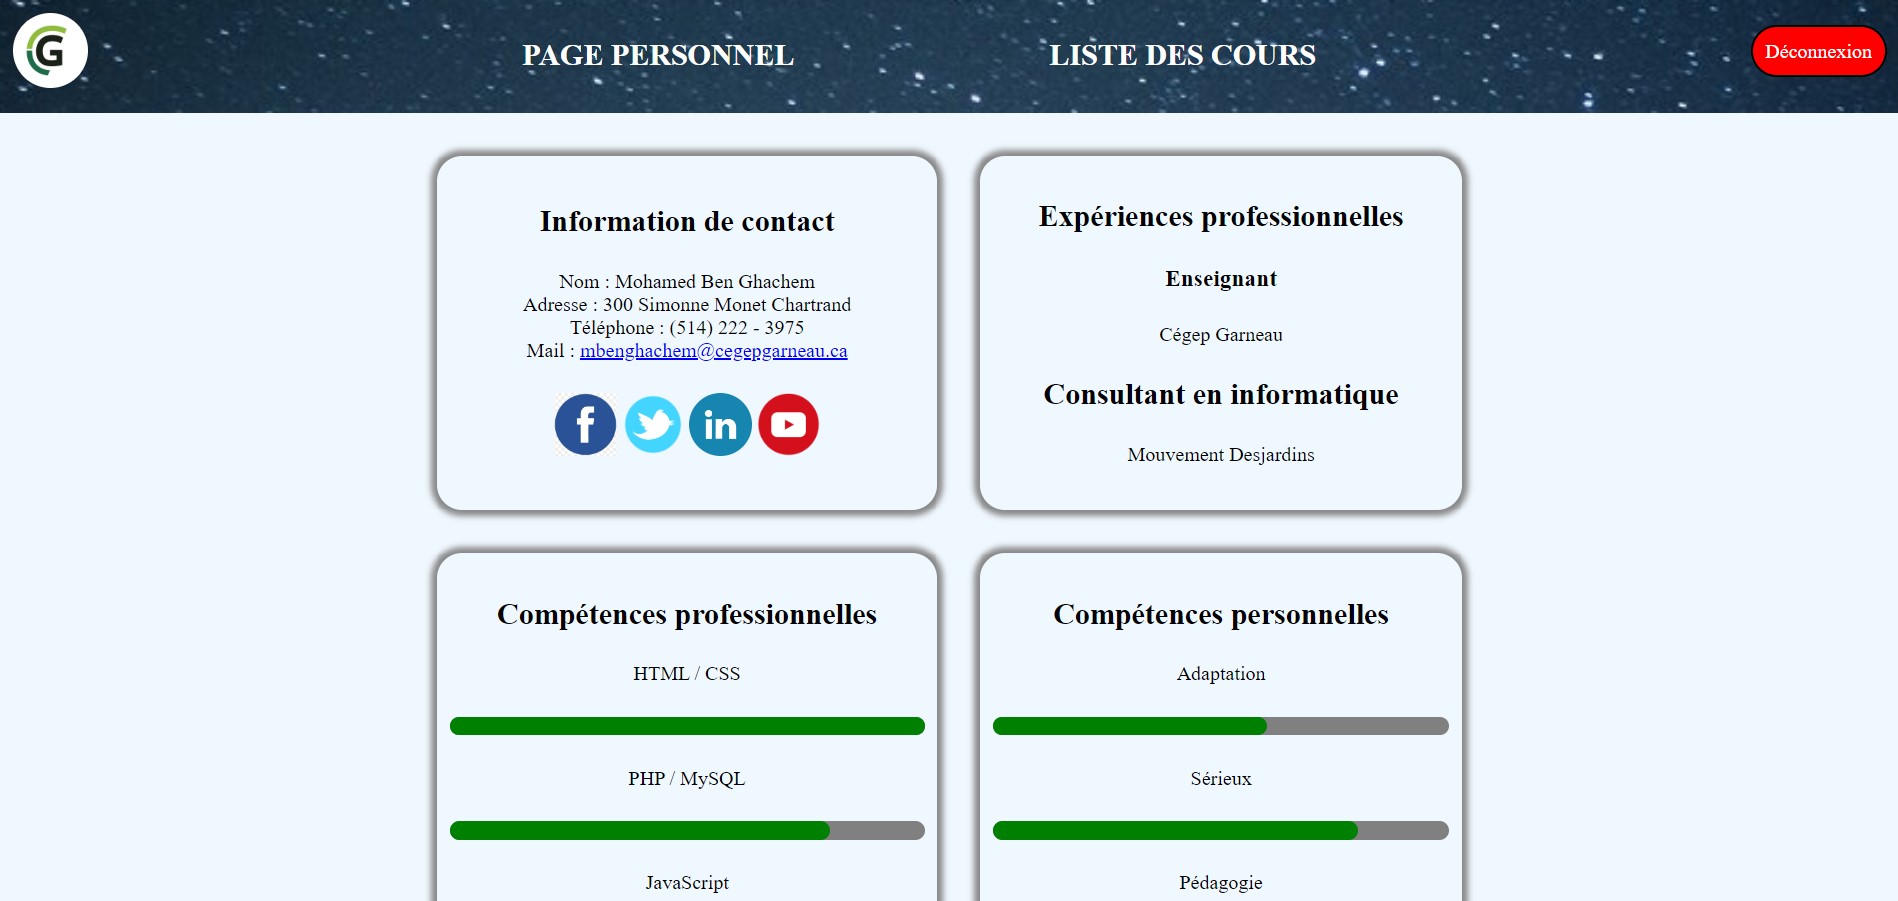 G
PAGE PERSONNEL
LISTE DES COURS
Déconnexion
Information de contact
Nom : Mohamed Ben Ghachem
Adresse : 300 Simonne Monet Chartrand
Téléphone : (514) 222 - 3975
Mail : mbenghachem@cegepgarneau.ca
f
in
Expériences professionnelles
Enseignant
Cégep Garneau
Consultant en informatique
Mouvement Desjardins
Compétences professionnelles
HTML / CSS
PHP / MySQL
JavaScript
Compétences personnelles
Adaptation
Sérieux
Pédagogie